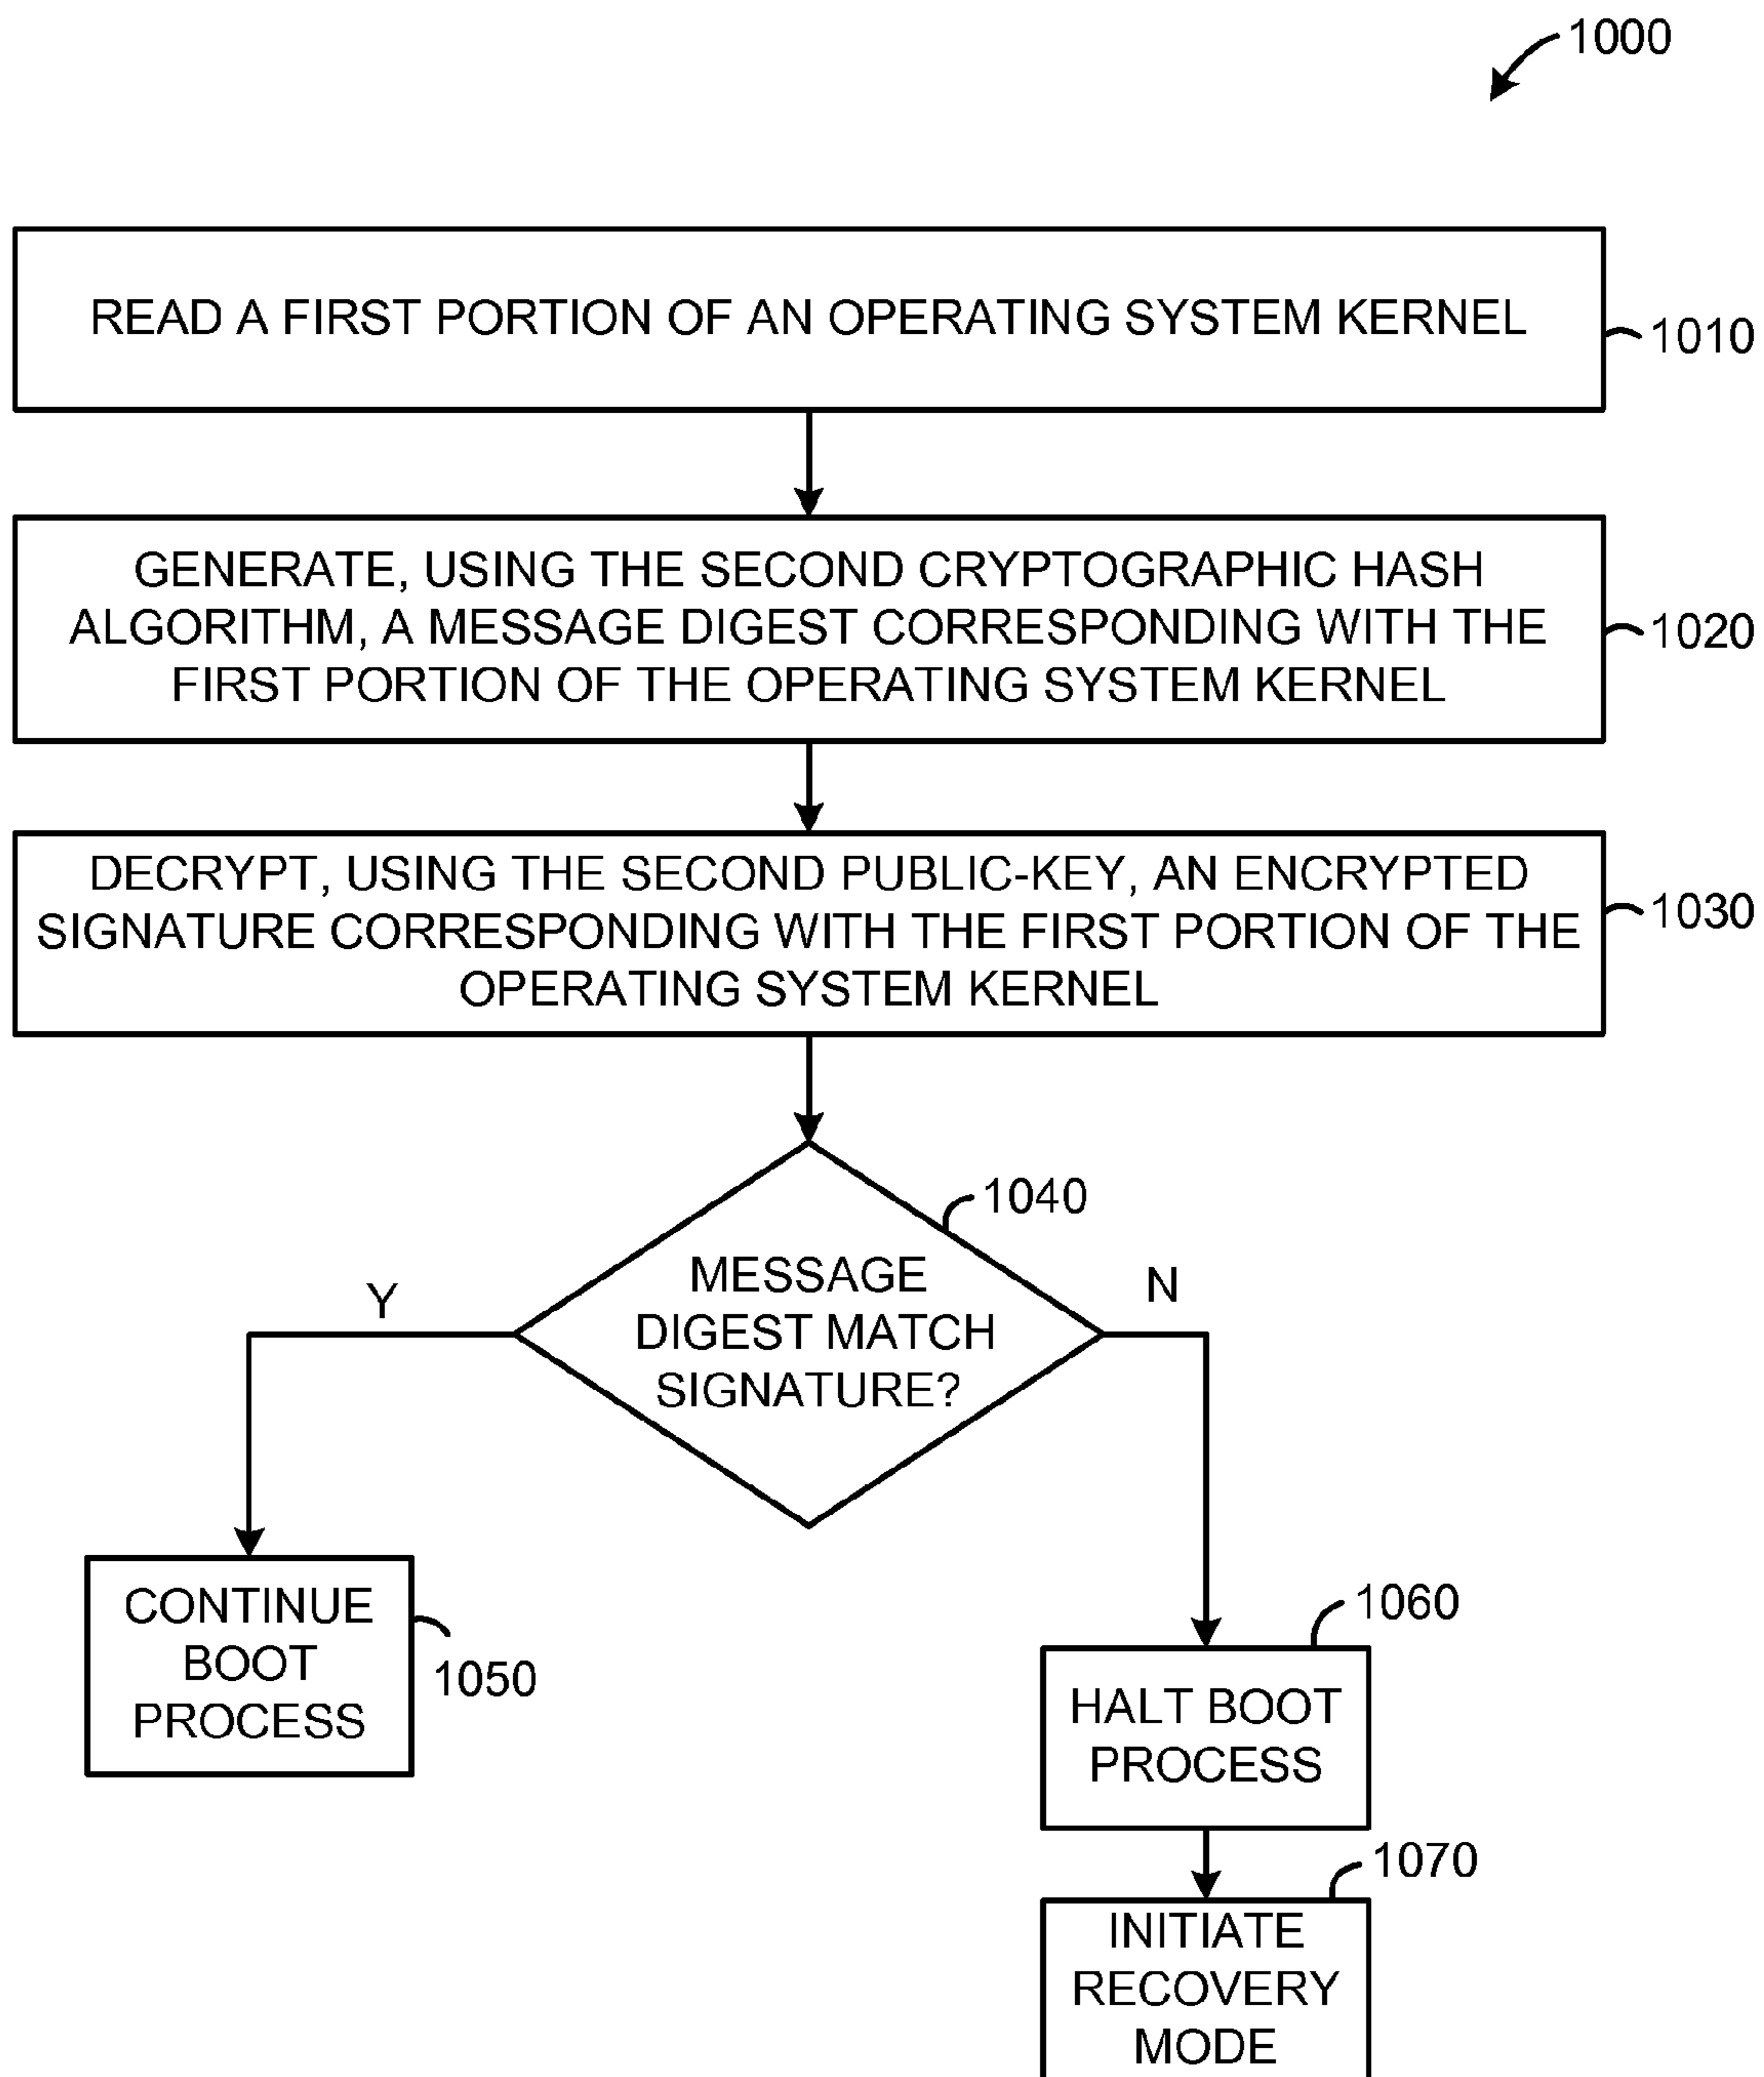 1000
READ A FIRST PORTION OF AN OPERATING SYSTEM KERNEL
1010
GENERATE, USING THE SECOND CRYPTOGRAPHIC HASH
ALGORITHM, A MESSAGE DIGEST CORRESPONDING WITH THE
FIRST PORTION OF THE OPERATING SYSTEM KERNEL
1020
DECRYPT, USING THE SECOND PUBLIC-KEY, AN ENCRYPTED
SIGNATURE CORRESPONDING WITH THE FIRST PORTION OF THE
OPERATING SYSTEM KERNEL
1030
1040
MESSAGE
DIGEST MATCH
SIGNATURE?
Y
N
CONTINUE
BOOT
PROCESS
1050
1060
HALT BOOT
PROCESS
1070
INITIATE
RECOVERY
MODE